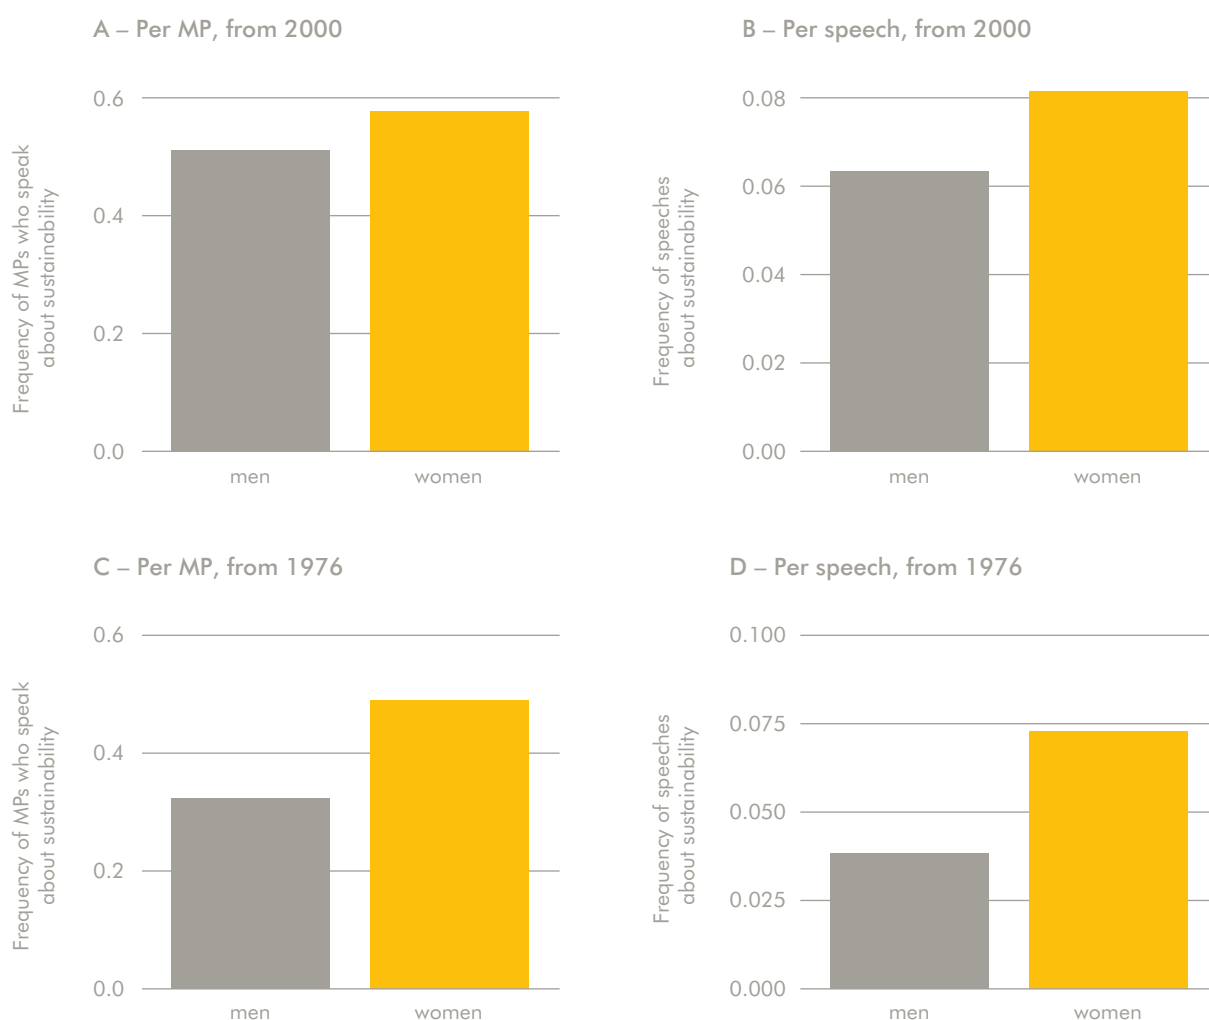 A – Per MP, from 2000
Frequency of MPs who speak
about sustainability
0.6
0.4
0.2
0.0
men
women
B – Per speech, from 2000
Frequency of speeches
about sustainability
0.08
0.06
0.04
0.02
0.00
men
women
C – Per MP, from 1976
Frequency of MPs who speak
about sustainability
0.6
0.4
0.2
0.0
men
women
D – Per speech, from 1976
Frequency of speeches
about sustainability
0.100
0.075
0.050
0.025
0.000
men
women